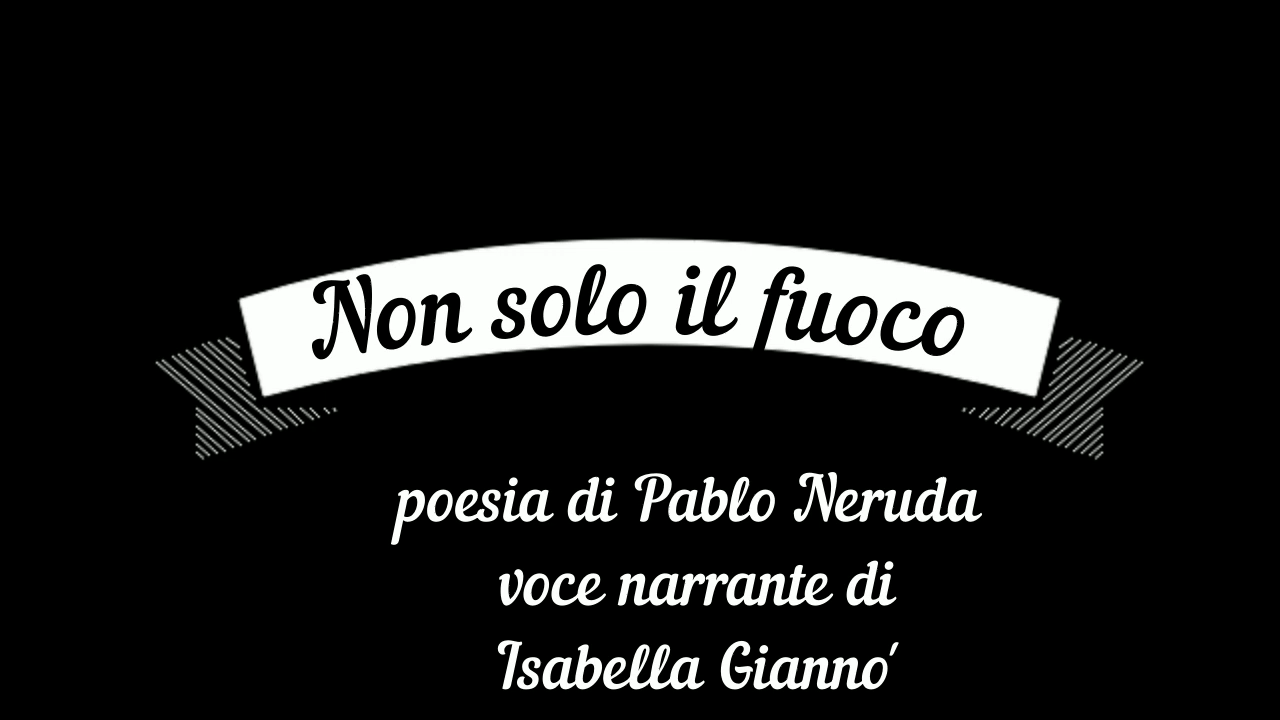 Non solo il fuoco
poesia di Pablo Neruda
voce narrante di
Isabella Gianno'